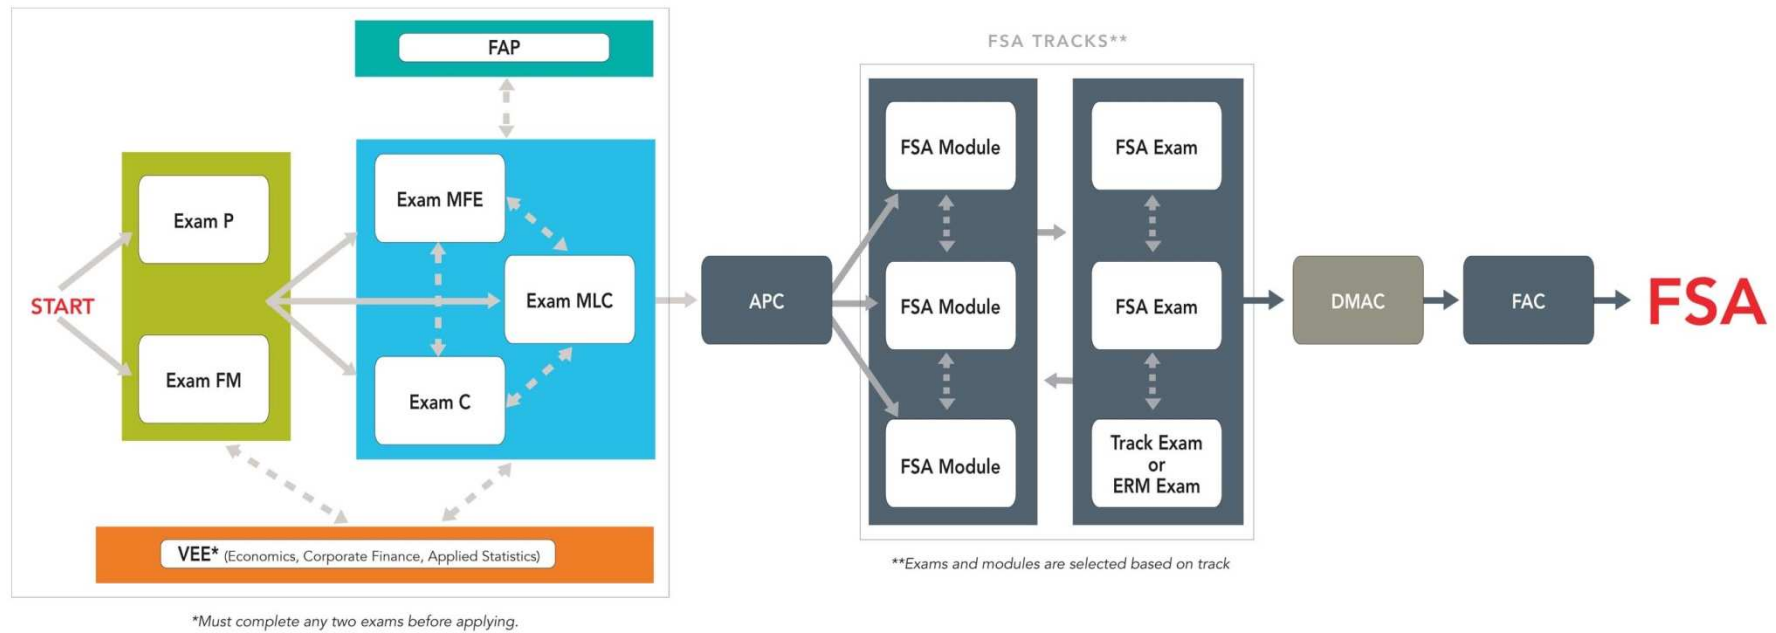 FAP
FSA TRACKS**
Exam P
Exam FM
START
Exam MFE
Exam MLC
Exam C
VEE* (Economics, Corporate Finance, Applied Statistics)
*Must complete any two exams before applying.
APC
FSA Module
FSA Module
FSA Module
FSA Exam
FSA Exam
Track Exam
or
ERM Exam
**Exams and modules are selected based on track
DMAC
FAC
FSA